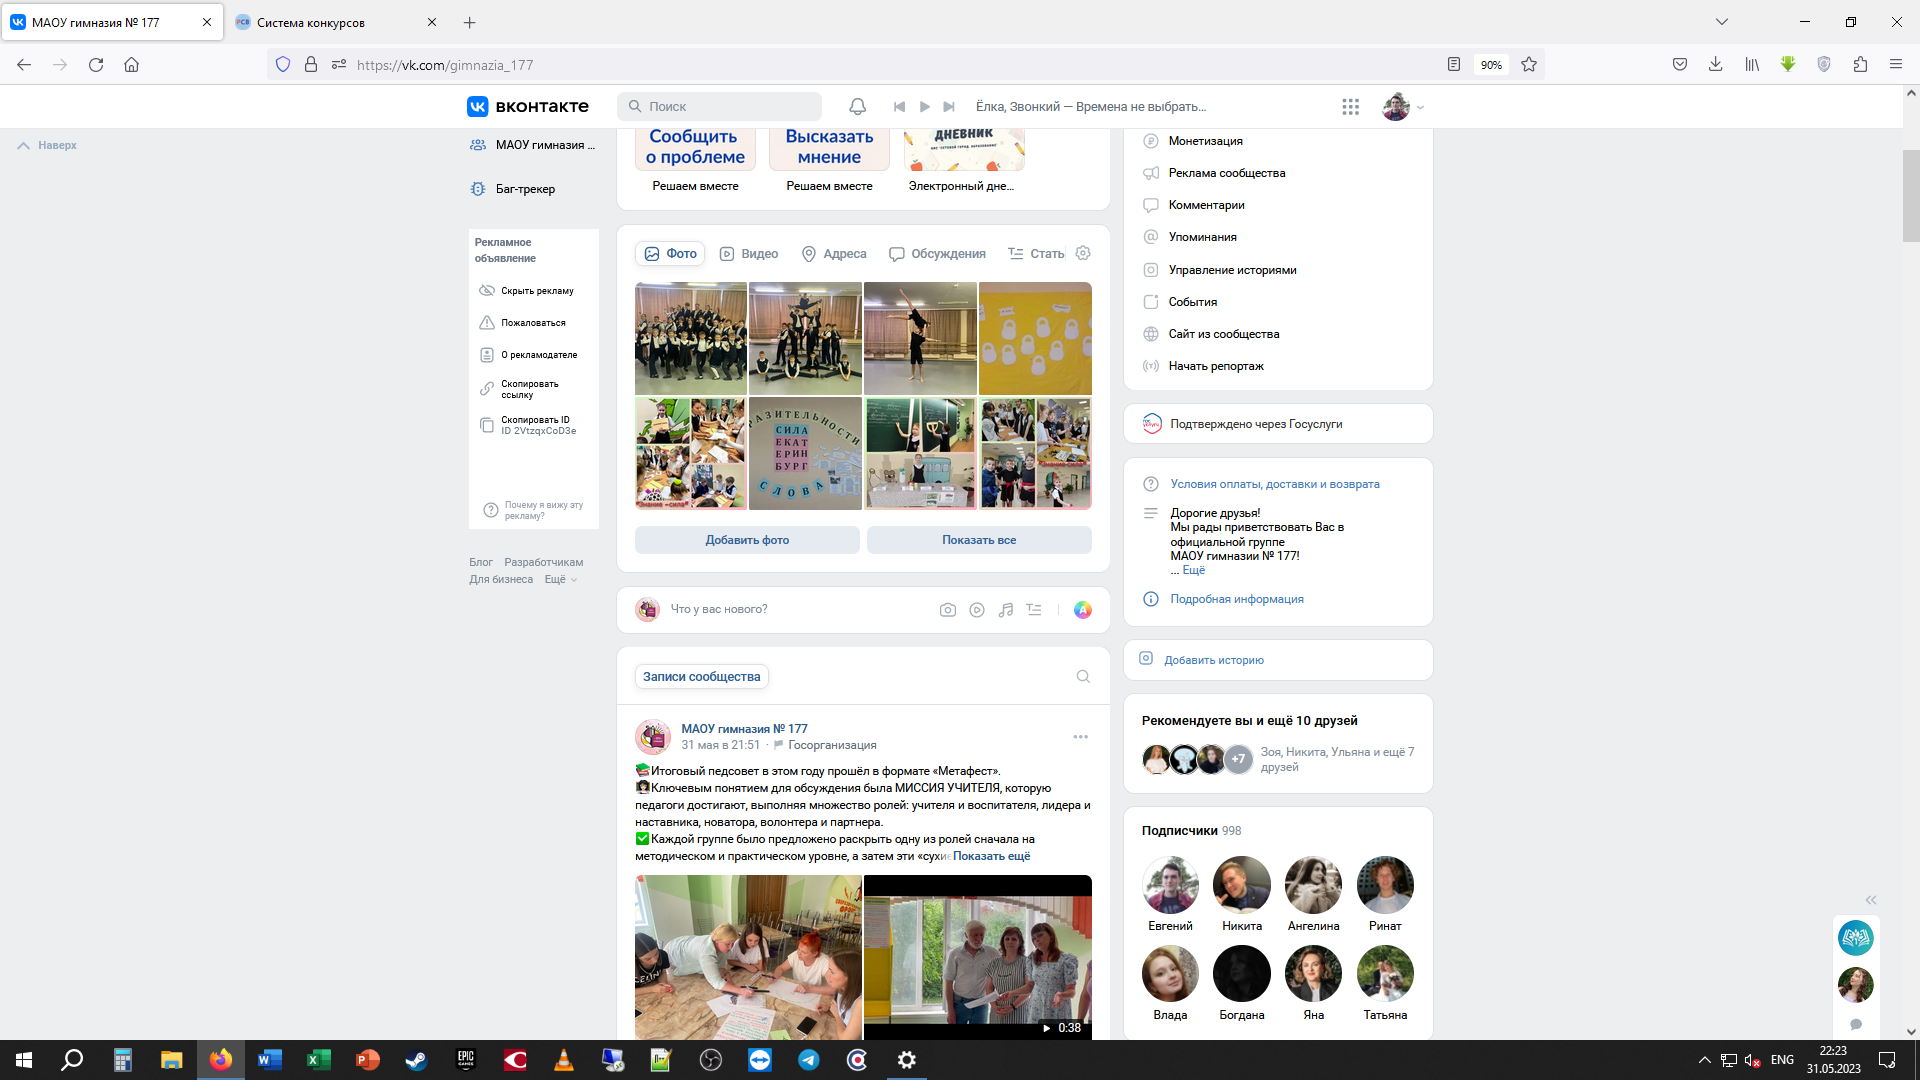 МАОУ гимназия № 177
Система конкурсов
https://vk.com/gimnazia_177
90%
вконтакте
Поиск
Ёлка, Звонкий — Времена не выбрать...
Наверх
МАОУ гимназия ...
Баг-трекер
Рекламное
объявление
Скрыть рекламу
Пожаловаться
О рекламодателе
Скопировать
ссылку
Скопировать ID
ID 2VtzqxCoD3e
Почему я вижу эту
рекламу?
Блог Разработчикам
Для бизнеса Ещё
Сообщить
о проблеме
Высказать
мнение
ДНЕВНИК
Решаем вместе
Решаем вместе
Электронный дне...
Фото
Видео
Адреса
Обсуждения
Стать
РАЗИТЕЛЬНОСТИ
СИЛА
ЕКАТ
ЕРИН
БУРГ
СЛОВА
Добавить фото
Показать все
Что у вас нового?
Записи сообщества
МАОУ гимназия № 177
31 мая в 21:51 · Госорганизация
Итоговый педсовет в этом году прошёл в формате «Метафест».
Ключевым понятием для обсуждения была МИССИЯ УЧИТЕЛЯ, которую
педагоги достигают, выполняя множество ролей: учителя и воспитателя, лидера и
наставника, новатора, волонтера и партнера.
Каждой группе было предложено раскрыть одну из ролей сначала на
методическом и практическом уровне, а затем эти «сухие Показать ещё
0:38
Монетизация
Реклама сообщества
Комментарии
Упоминания
Управление историями
События
Сайт из сообщества
Начать репортаж
Подтверждено через Госуслуги
Условия оплаты, доставки и возврата
Дорогие друзья!
Мы рады приветствовать Вас в
официальной группе
МАОУ гимназии № 177!
... Ещё
Подробная информация
Добавить историю
Рекомендуете вы и ещё 10 друзей
+7
Зоя, Никита, Ульяна и ещё 7
друзей
Подписчики 998
Евгений
Никита
Ангелина
Ринат
Влада
Богдана
Яна
Татьяна
ENG
22:23
31.05.2023